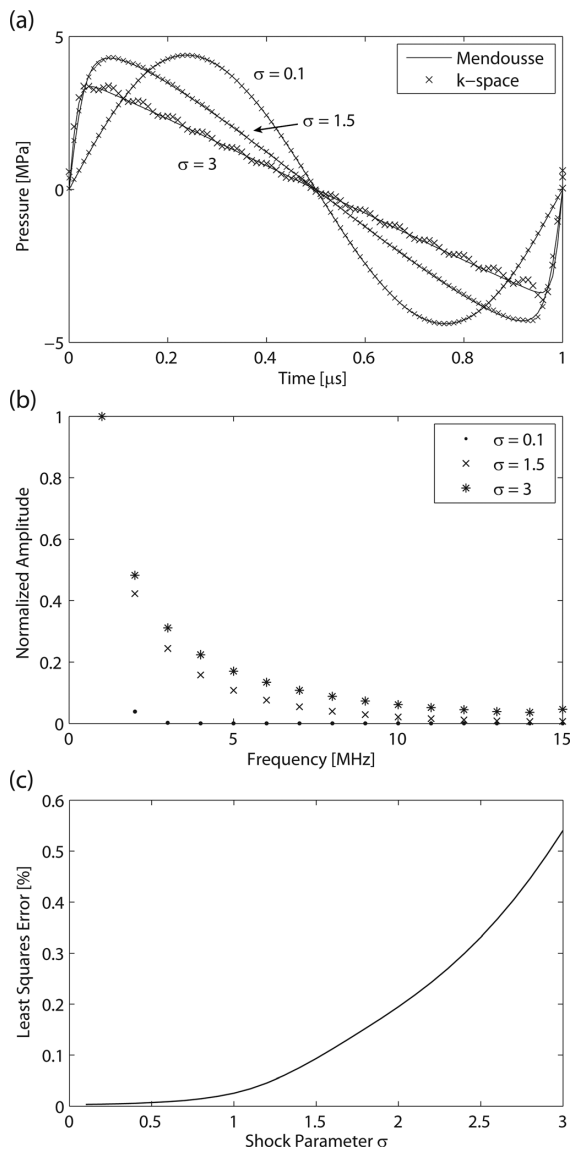 (a)
5
0
−5
Pressure [MPa]
σ = 0.1
σ = 1.5
σ = 3
Mendousse
k−space
0 0.2 0.4 0.6 0.8 1
Time [μs]
(b)
1
0.8
0.6
0.4
0.2
0
Normalized Amplitude
σ = 0.1
σ = 1.5
σ = 3
0 5 10 15
Frequency [MHz]
(c)
0.6
0.5
0.4
0.3
0.2
0.1
0
Least Squares Error [%]
0 0.5 1 1.5 2 2.5 3
Shock Parameter σ